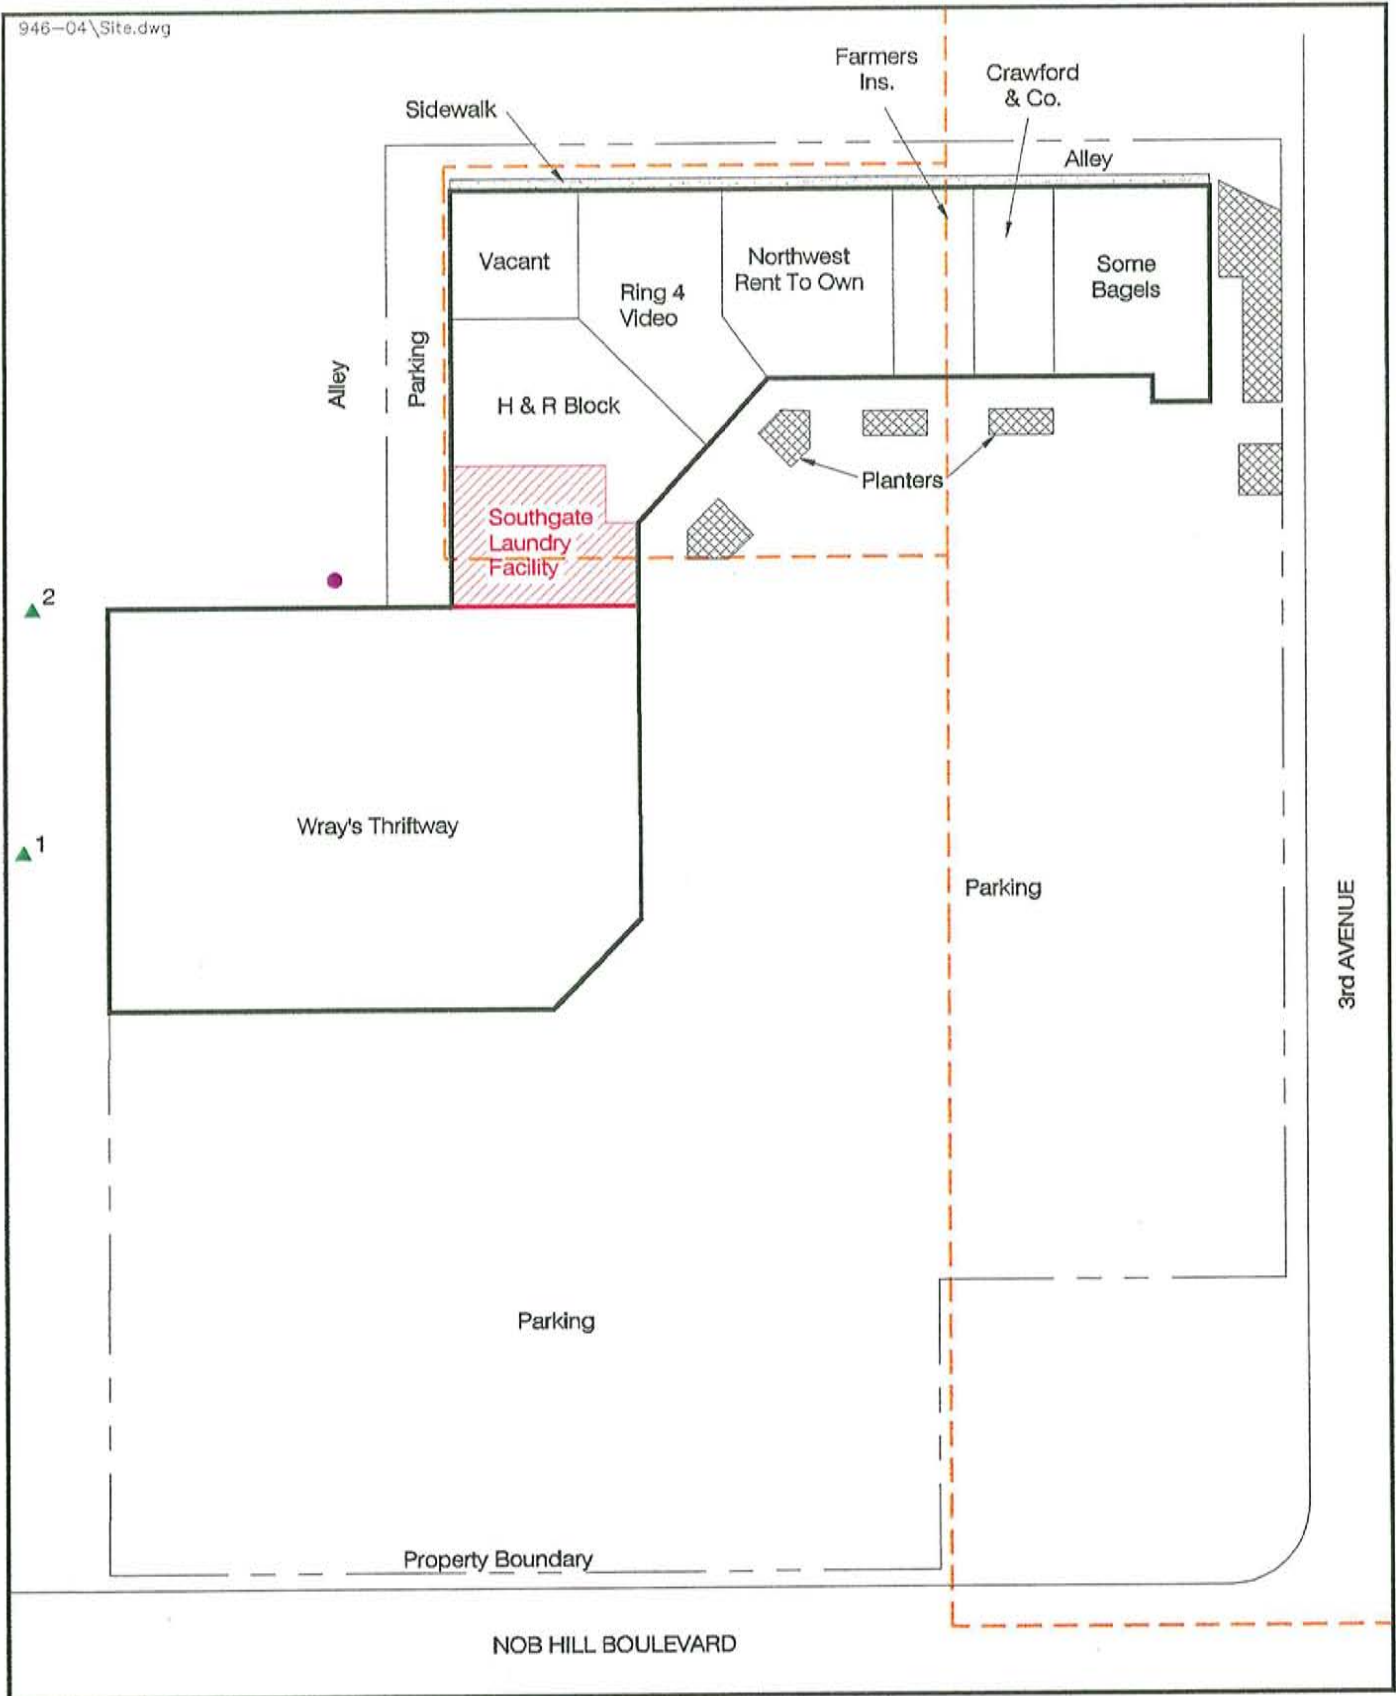 946-04\Site.dwg
Farmers
Ins.
Crawford
& Co.
Sidewalk
Alley
Vacant
Ring 4
Video
Northwest
Rent To Own
Some
Bagels
Alley
Parking
H & R Block
Planters
Southgate
Laundry
Facility
2
Wray's Thriftway
1
Parking
3rd AVENUE
Parking
Property Boundary
NOB HILL BOULEVARD